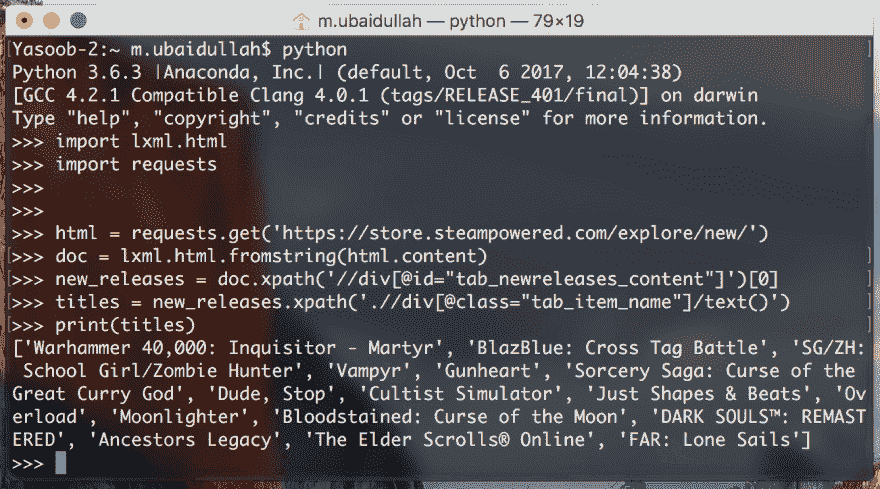 m.ubaidullah — python — 79×19
Yasoob-2:~ m.ubaidullah$ python
Python 3.6.3 |Anaconda, Inc.| (default, Oct  6 2017, 12:04:38)
[GCC 4.2.1 Compatible Clang 4.0.1 (tags/RELEASE_401/final)] on darwin
Type "help", "copyright", "credits" or "license" for more information.
>>> import lxml.html
>>> import requests
>>>
>>>
>>> html = requests.get('https://store.steampowered.com/explore/new/')
>>> doc = lxml.html.fromstring(html.content)
>>> new_releases = doc.xpath('//div[@id="tab_newreleases_content"]')[0]
>>> titles = new_releases.xpath('.//div[@class="tab_item_name"]/text()')
>>> print(titles)
['Warhammer 40,000: Inquisitor - Martyr', 'BlazBlue: Cross Tag Battle', 'SG/ZH:
 School Girl/Zombie Hunter', 'Vampyr', 'Gunheart', 'Sorcery Saga: Curse of the
Great Curry God', 'Dude, Stop', 'Cultist Simulator', 'Just Shapes & Beats', 'Ov
erload', 'Moonlighter', 'Bloodstained: Curse of the Moon', 'DARK SOULS™: REMAST
ERED', 'Ancestors Legacy', 'The Elder Scrolls® Online', 'FAR: Lone Sails']
>>>